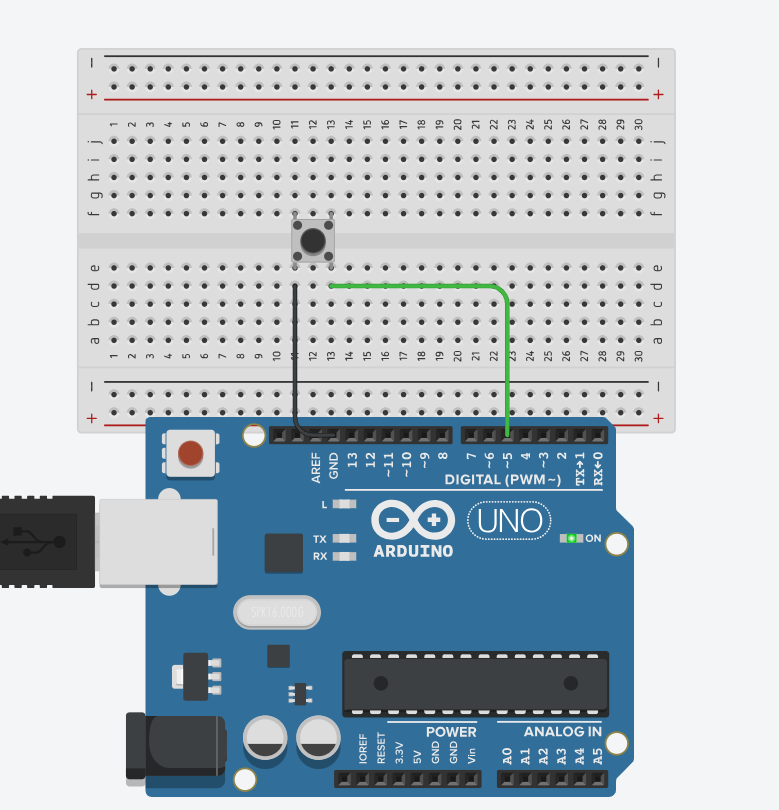 − −
+ +
1 2 3 4 5 6 7 8 9 10 11 12 13 14 15 16 17 18 19 20 21 22 23 24 25 26 27 28 29 30
j j
i i
h h
g g
f f
e e
d d
c c
b b
a a
1 2 3 4 5 6 7 8 9 10 11 12 13 14 15 16 17 18 19 20 21 22 23 24 25 26 27 28 29 30
− −
+ +
AREF GND 13 12 ~11 ~10 ~9 8 7 ~6 ~5 4 ~3 2 TX→1 RX←0
DIGITAL (PWM~)
L
TX
RX
ARDUINO
UNO
ON
SPK16.000G
POWER
ANALOG IN
IOREF RESET 3.3V 5V GND GND Vin A0 A1 A2 A3 A4 A5